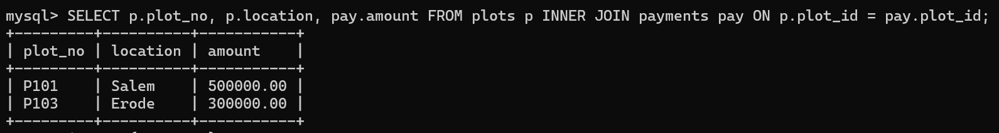 mysql> SELECT p.plot_no, p.location, pay.amount FROM plots p INNER JOIN payments pay ON p.plot_id = pay.plot_id;
+---------+----------+-----------+
| plot_no | location | amount    |
+---------+----------+-----------+
| P101    | Salem    | 500000.00 |
| P103    | Erode    | 300000.00 |
+---------+----------+-----------+